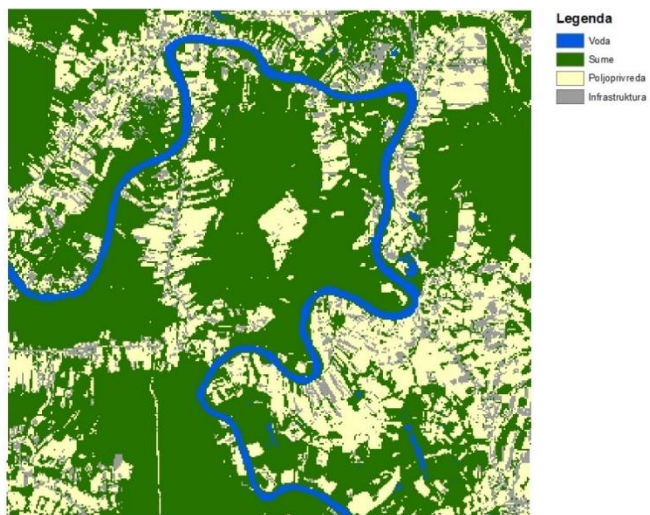 Legenda
Voda
Sume
Poljoprivreda
Infrastruktura